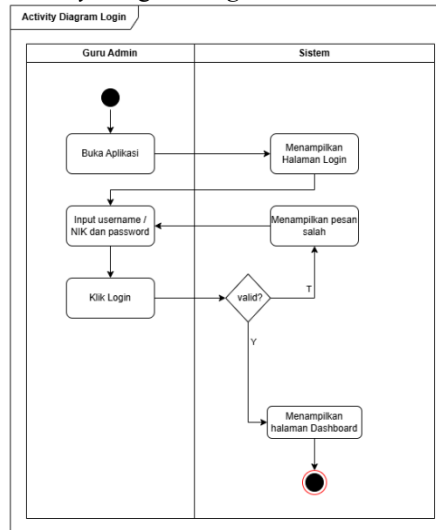 Activity Diagram Login
Guru Admin
Sistem
Buka Aplikasi
Menampilkan
Halaman Login
Input username /
NIK dan password
Menampilkan pesan
salah
Klik Login
valid?
T
Y
Menampilkan
halaman Dashboard